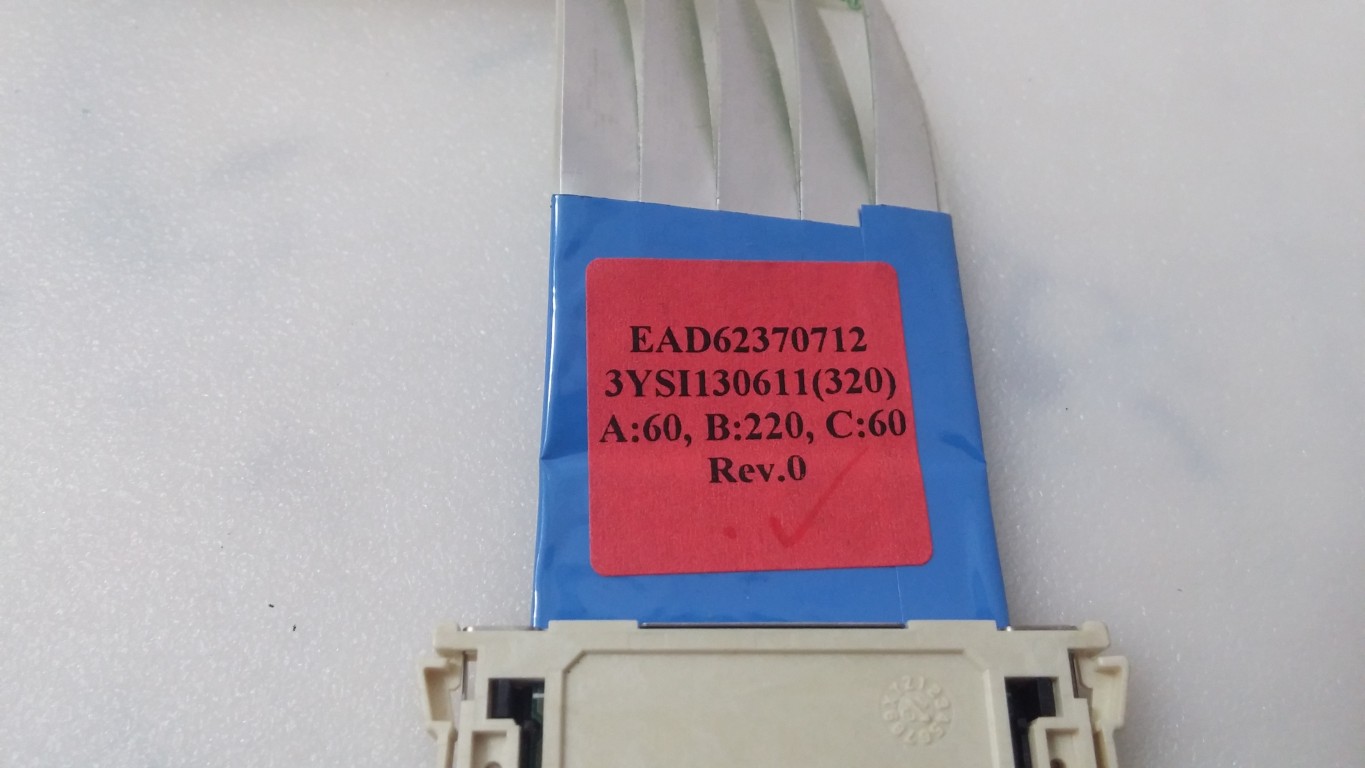 EAD62370712
3YSI130611(320)
A:60, B:220, C:60
Rev.0